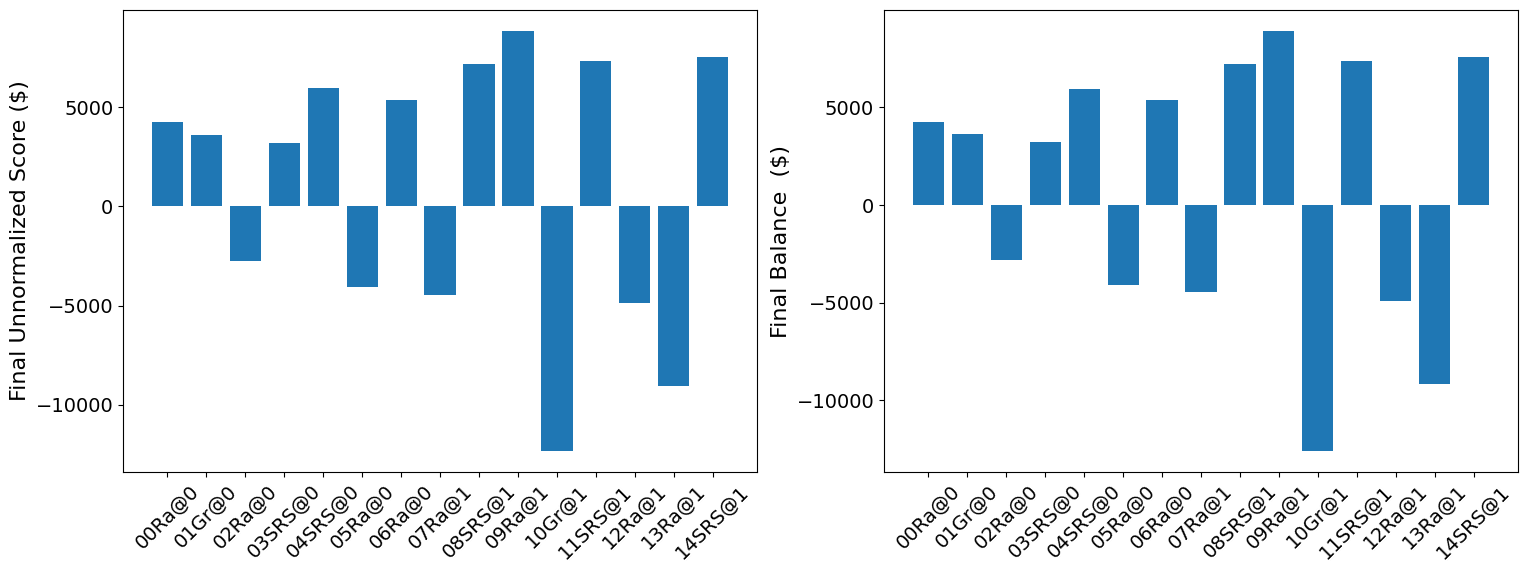 Final Unnormalized Score ($)
5000
0
−5000
−10000
00Ra@0
01Gr@0
02Ra@0
03SRS@0
04SRS@0
05Ra@0
06Ra@0
07Ra@1
08SRS@1
09Ra@1
10Gr@1
11SRS@1
12Ra@1
13Ra@1
14SRS@1
Final Balance  ($)
5000
0
−5000
−10000
00Ra@0
01Gr@0
02Ra@0
03SRS@0
04SRS@0
05Ra@0
06Ra@0
07Ra@1
08SRS@1
09Ra@1
10Gr@1
11SRS@1
12Ra@1
13Ra@1
14SRS@1